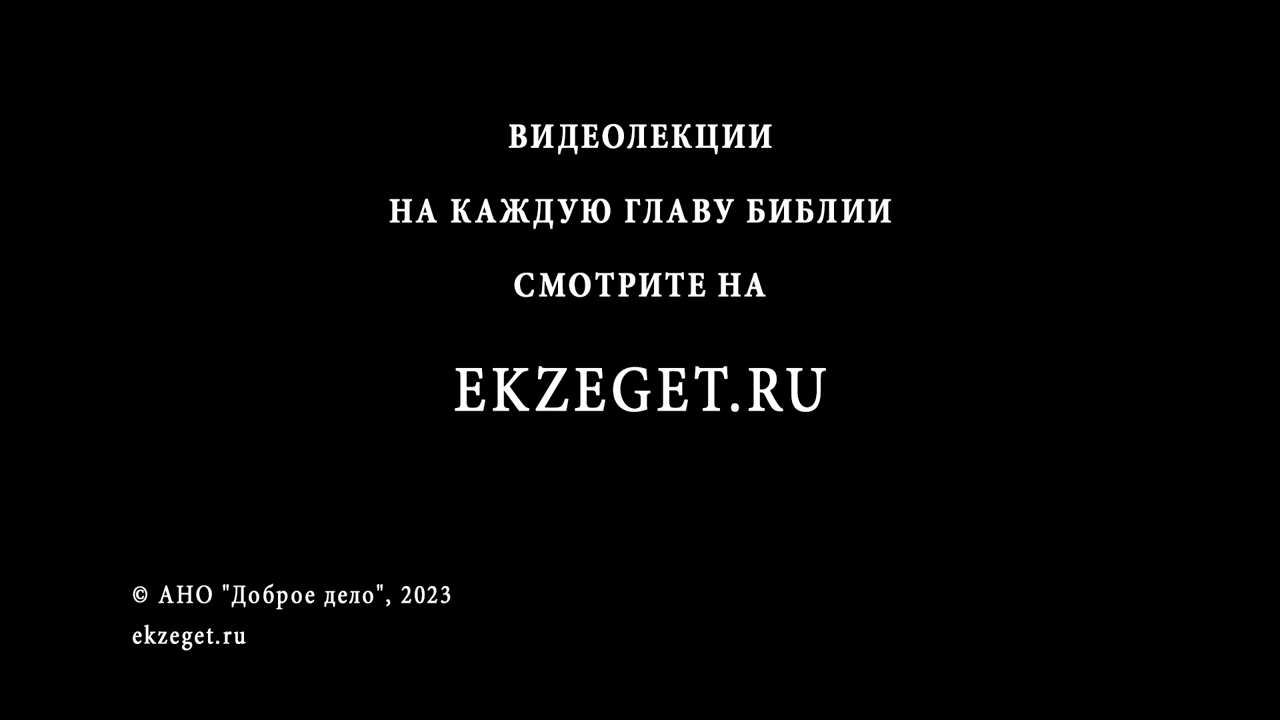 ВИДЕОЛЕКЦИИ
НА КАЖДУЮ ГЛАВУ БИБЛИИ
СМОТРИТЕ НА
EKZEGET.RU
© АНО "Доброе дело", 2023
ekzeget.ru